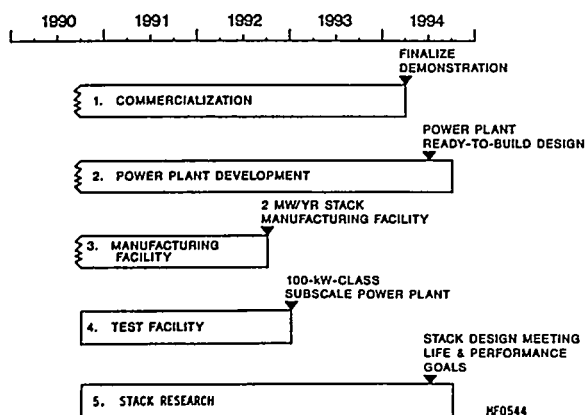 1990 1991 1992 1993 1994
FINALIZE
DEMONSTRATION
1. COMMERCIALIZATION
POWER PLANT
READY-TO-BUILD DESIGN
2. POWER PLANT DEVELOPMENT
2 MW/YR STACK
MANUFACTURING FACILITY
3. MANUFACTURING
FACILITY
100-kW-CLASS
SUBSCALE POWER PLANT
4. TEST FACILITY
STACK DESIGN MEETING
LIFE & PERFORMANCE
GOALS
5. STACK RESEARCH
MF0544